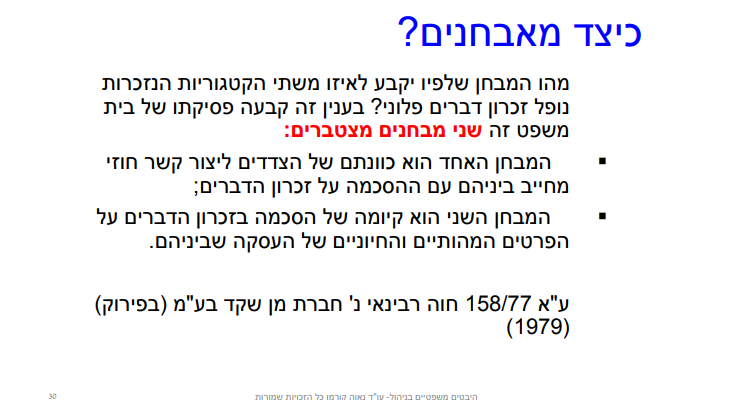 כיצד מאבחנים?
מהו המבחן שלפיו יקבע לאיזו משתי הקטגוריות הנזכרות
נופל זכרון דברים פלוני? בענין זה קבעה פסיקתו של בית
משפט זה שני מבחנים מצטברים:
▪ המבחן האחד הוא כוונתם של הצדדים ליצור קשר חוזי
מחייב ביניהם עם ההסכמה על זכרון הדברים;
▪ המבחן השני הוא קיומה של הסכמה בזכרון הדברים על
הפרטים המהותיים והחיוניים של העסקה שביניהם.
ע"א 158/77 חוה רבינאי נ' חברת מן שקד בע"מ (בפירוק)
(1979)
היבטים משפטיים בניהול- עו"ד נאוה קורמן כל הזכויות שמורות
30